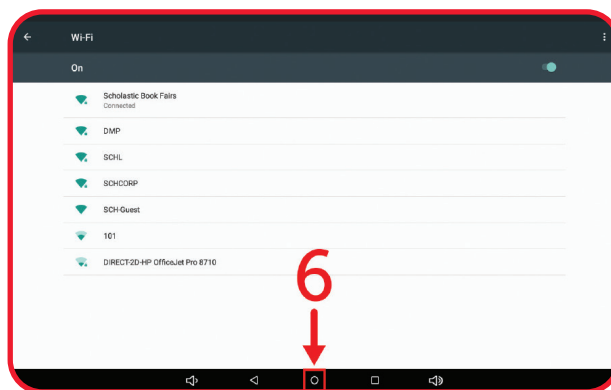 Wi-Fi
On
Scholastic Book Fairs
Connected
DMP
SCHL
SCHCORP
SCH-Guest
101
DIRECT-2D-HP OfficeJet Pro 8710
6